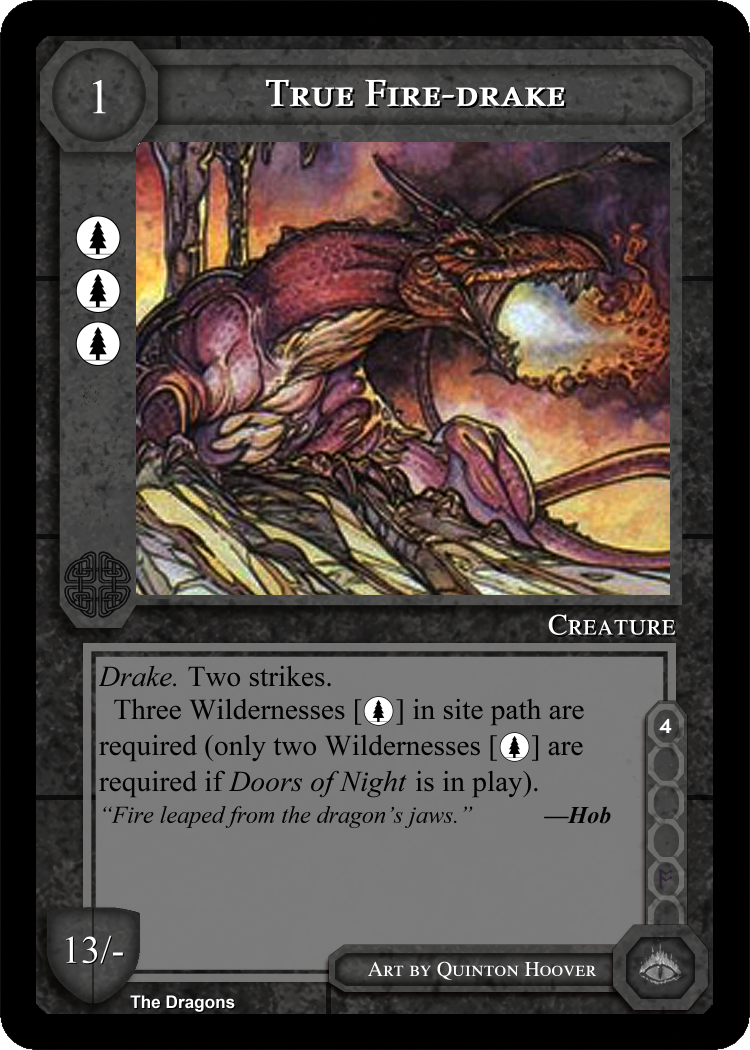 1
True Fire-drake
Creature
Drake. Two strikes.
Three Wildernesses [ ] in site path are
required (only two Wildernesses [ ] are
required if Doors of Night is in play).
“Fire leaped from the dragon’s jaws.” —Hob
4
13/-
Art by Quinton Hoover
The Dragons